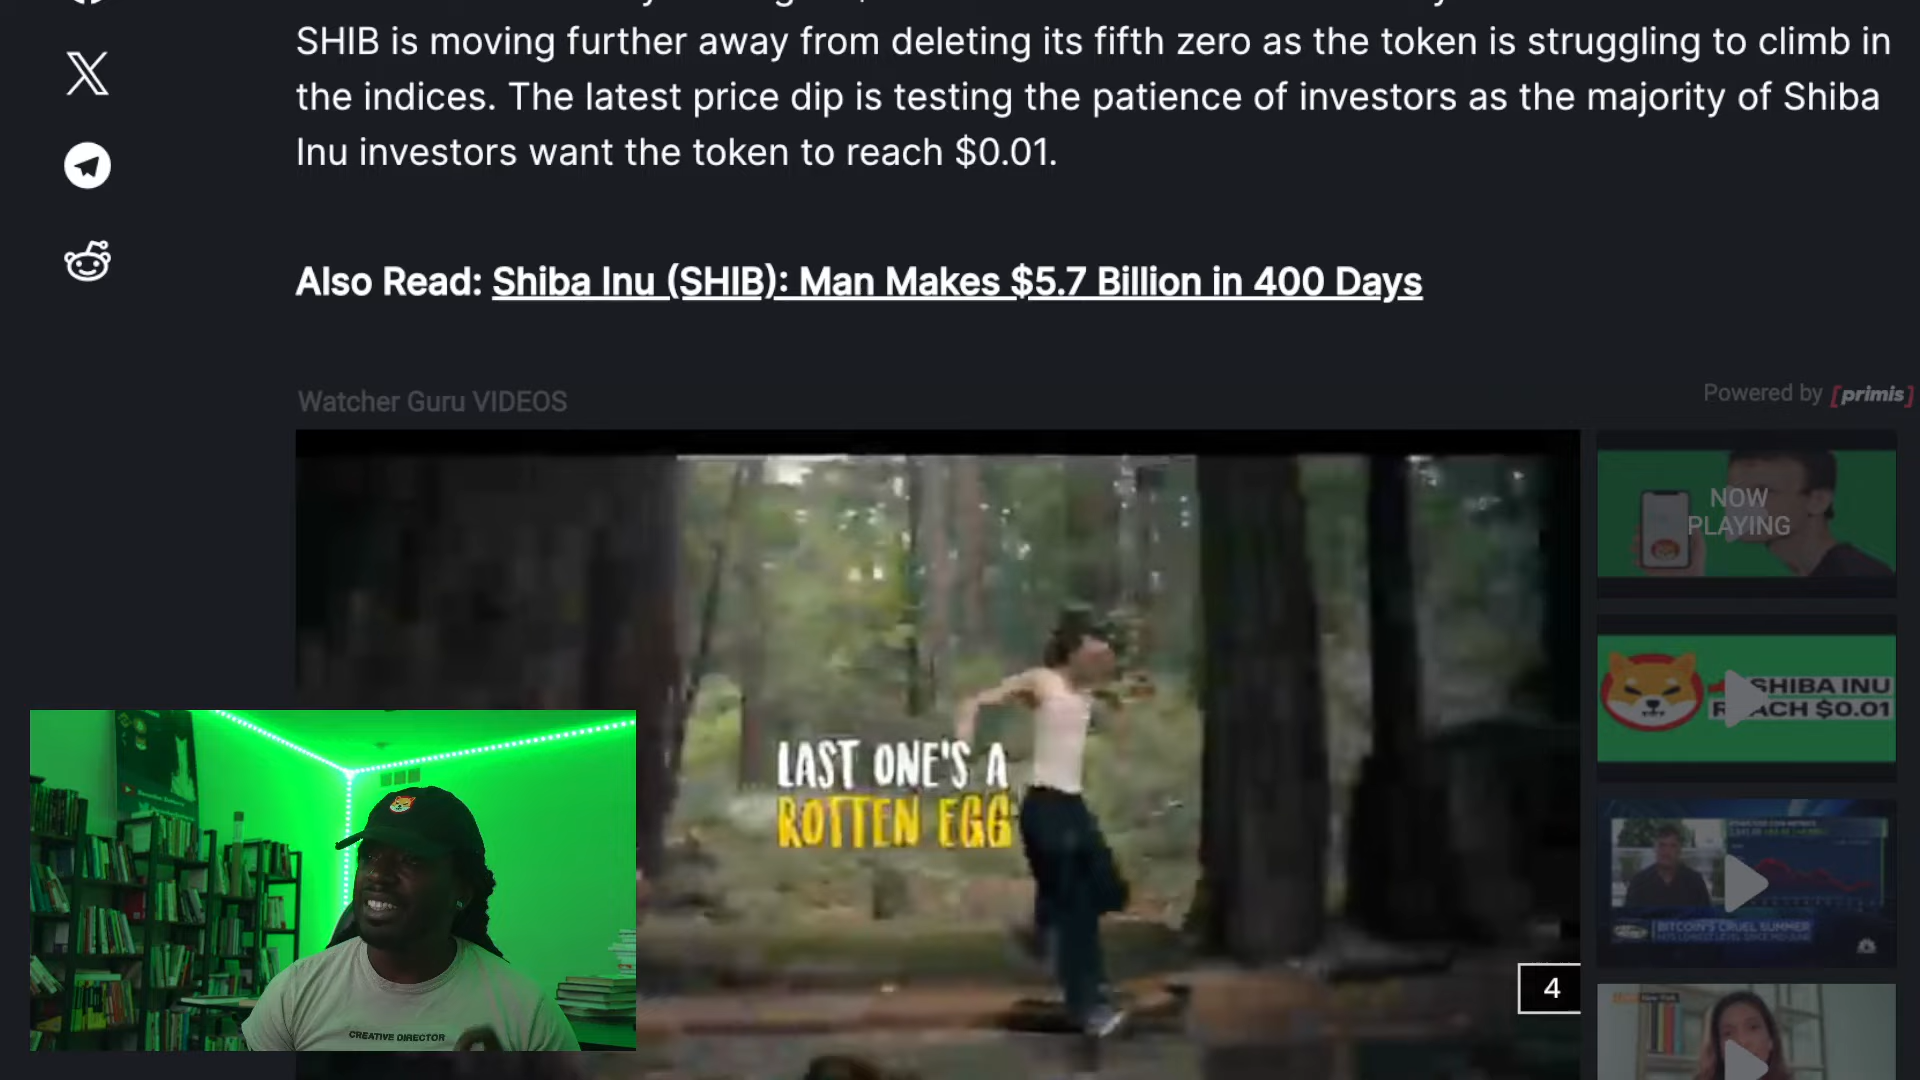 SHIB is moving further away from deleting its fifth zero as the token is struggling to climb in
the indices. The latest price dip is testing the patience of investors as the majority of Shiba
Inu investors want the token to reach $0.01.
Also Read: Shiba Inu (SHIB): Man Makes $5.7 Billion in 400 Days
Watcher Guru VIDEOS
Powered by [primis]
NOW
PLAYING
SHIBA INU
REACH $0.01
LAST ONE'S A
ROTTEN EGG
BITCOIN'S CRUEL SUMMER
4
CREATIVE DIRECTOR